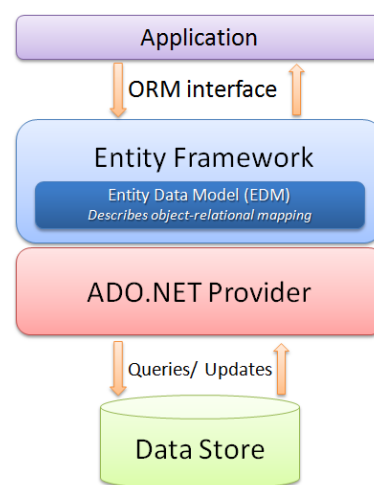 Application
ORM interface
Entity Framework
Entity Data Model (EDM)
Describes object-relational mapping
ADO.NET Provider
Queries/ Updates
Data Store